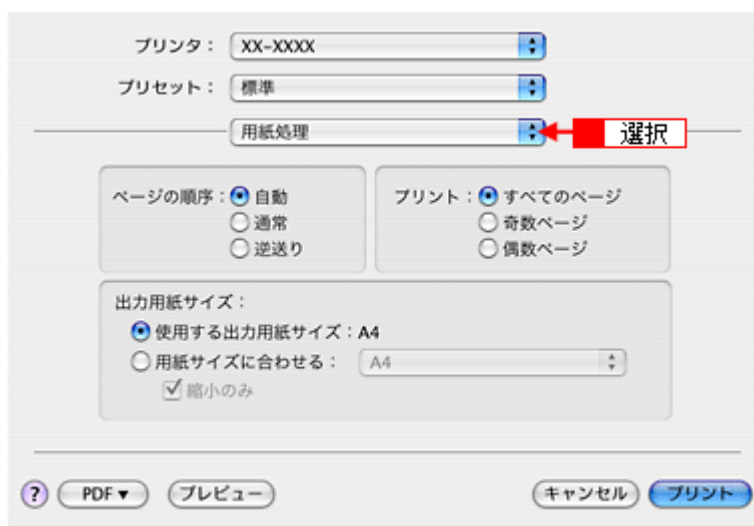 プリンタ： XX-XXXX
プリセット： 標準
用紙処理 選択
ページの順序： 自動 プリント： すべてのページ
通常 奇数ページ
逆送り 偶数ページ
出力用紙サイズ：
使用する出力用紙サイズ：A4
用紙サイズに合わせる： A4
縮小のみ
? PDF▼ プレビュー キャンセル プリント